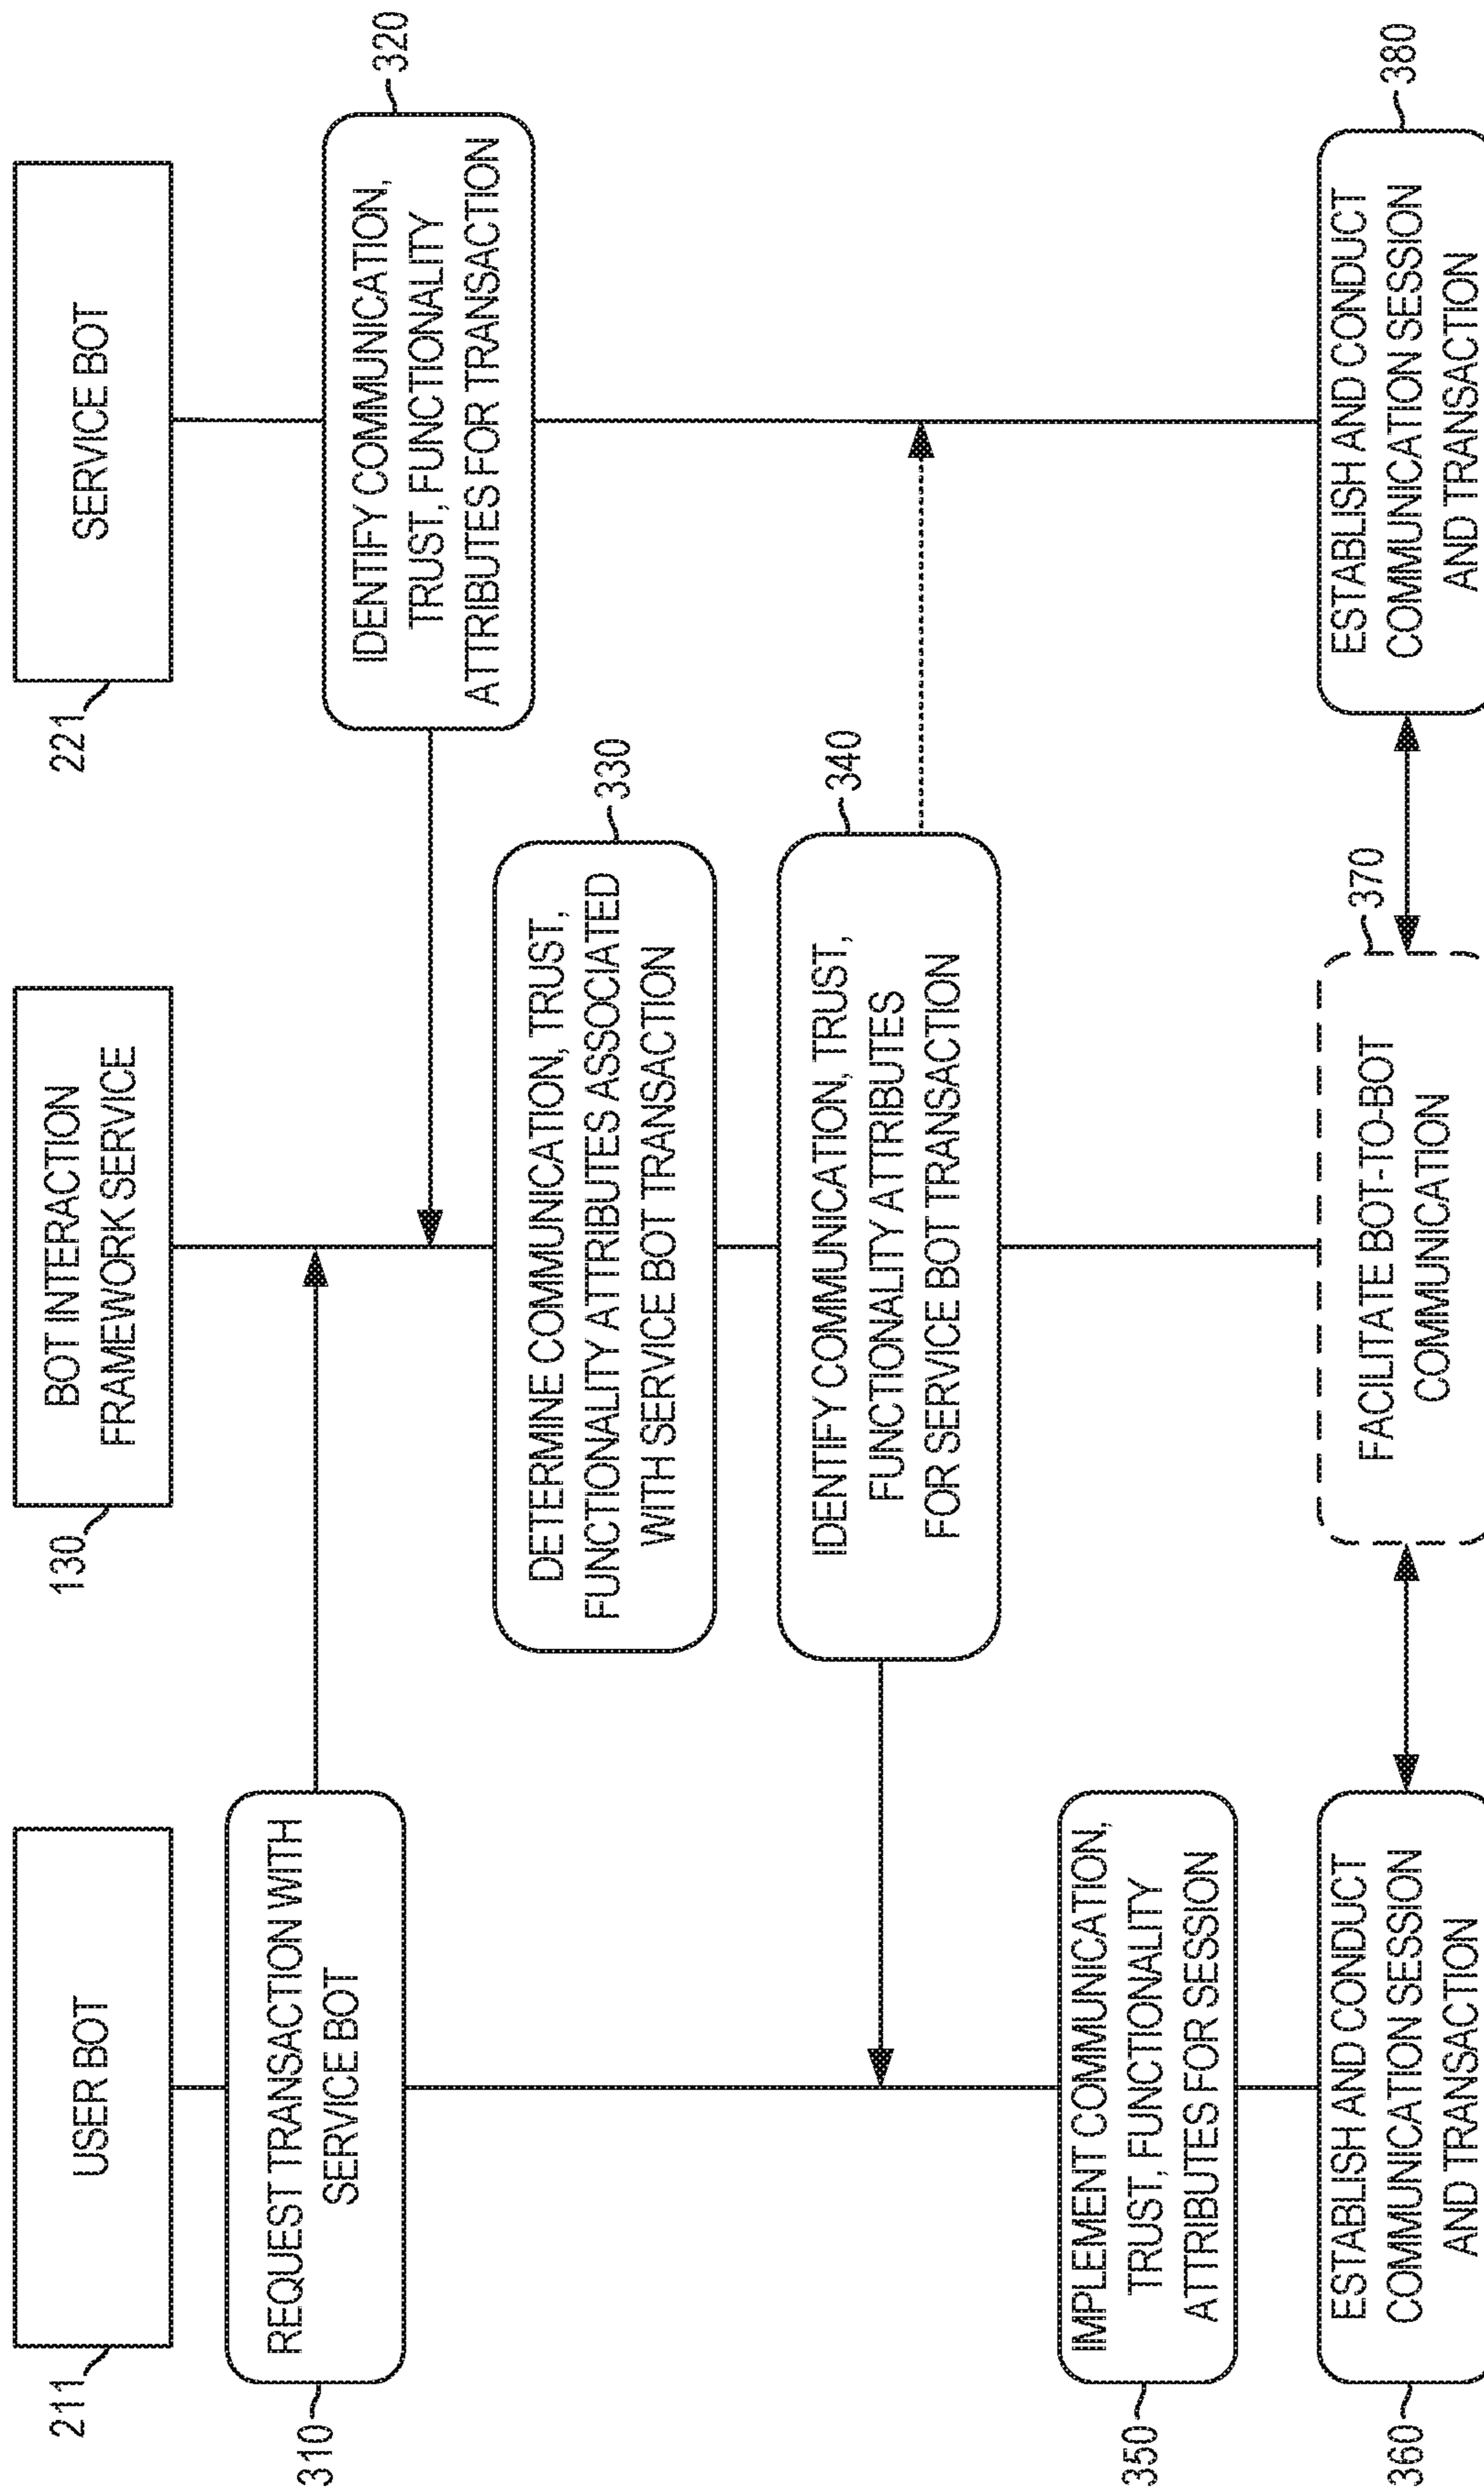 211
USER BOT
130
BOT INTERACTION
FRAMEWORK SERVICE
221
SERVICE BOT
310
REQUEST TRANSACTION WITH
SERVICE BOT
320
IDENTIFY COMMUNICATION,
TRUST, FUNCTIONALITY
ATTRIBUTES FOR TRANSACTION
330
DETERMINE COMMUNICATION, TRUST,
FUNCTIONALITY ATTRIBUTES ASSOCIATED
WITH SERVICE BOT TRANSACTION
340
IDENTIFY COMMUNICATION, TRUST,
FUNCTIONALITY ATTRIBUTES
FOR SERVICE BOT TRANSACTION
350
IMPLEMENT COMMUNICATION,
TRUST, FUNCTIONALITY
ATTRIBUTES FOR SESSION
360
ESTABLISH AND CONDUCT
COMMUNICATION SESSION
AND TRANSACTION
370
FACILITATE BOT-TO-BOT
COMMUNICATION
380
ESTABLISH AND CONDUCT
COMMUNICATION SESSION
AND TRANSACTION